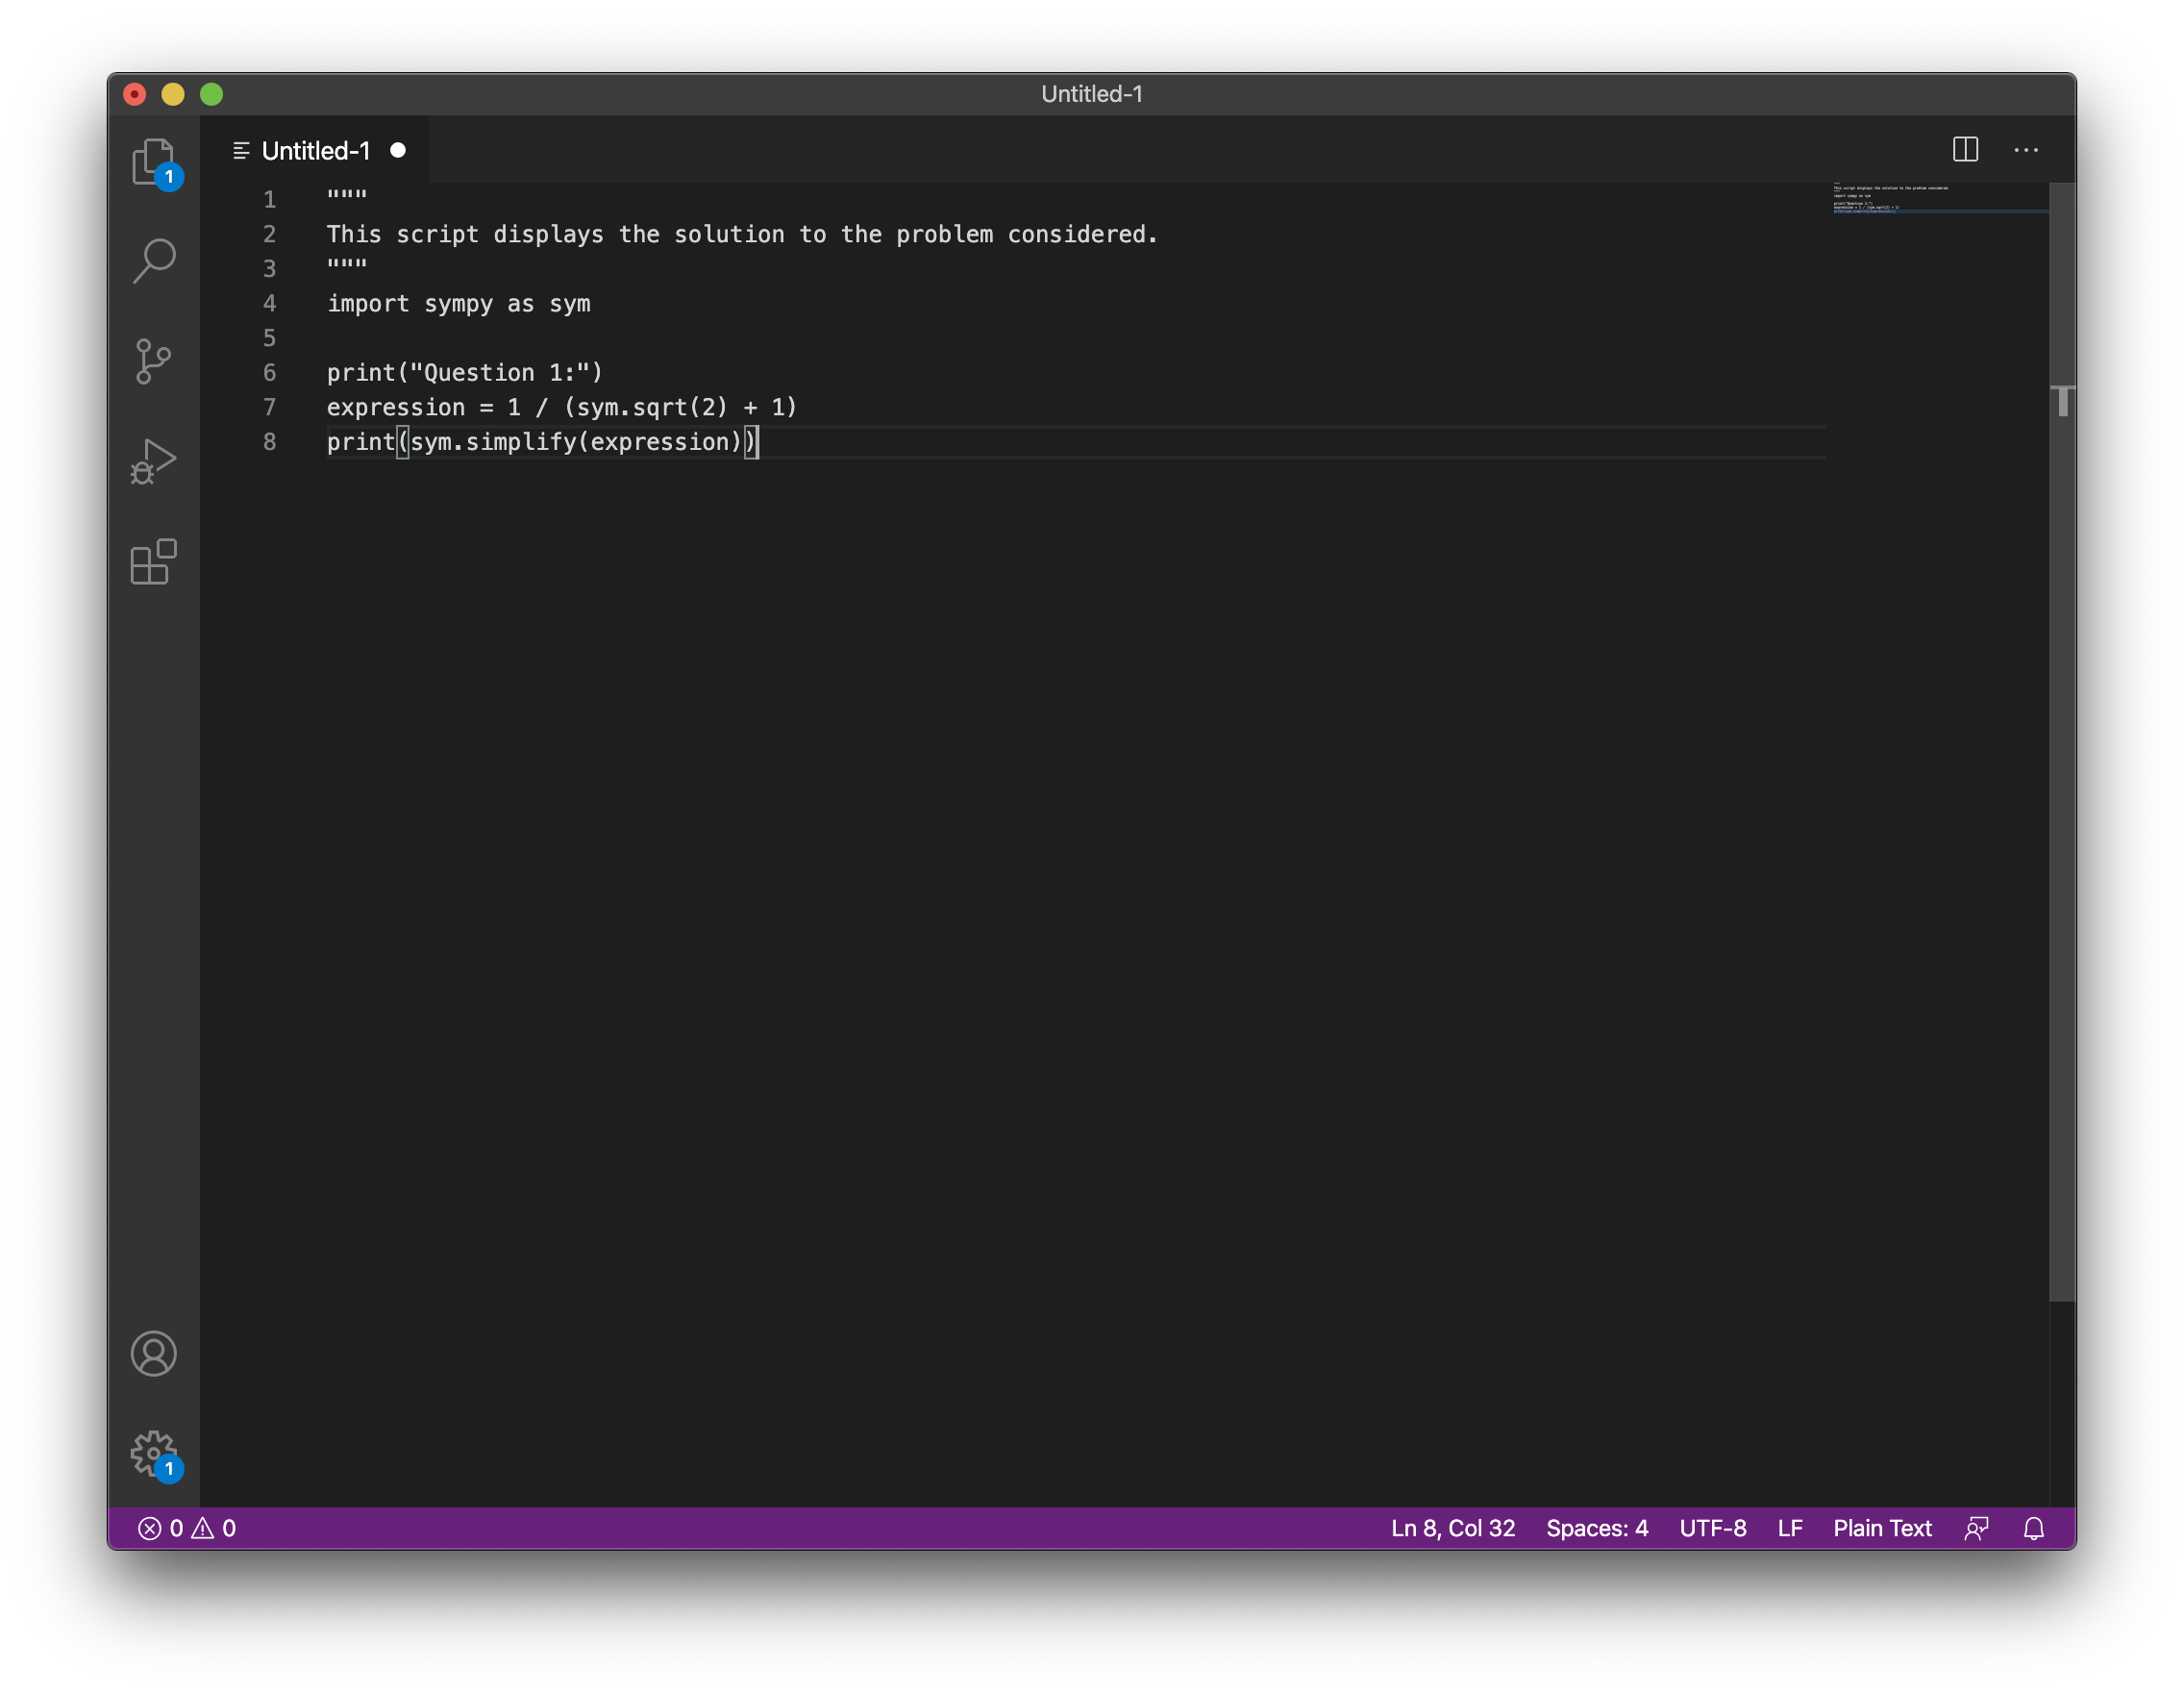 Untitled-1
Untitled-1
1 """
2 This script displays the solution to the problem considered.
3 """
4 import sympy as sym
5
6 print("Question 1:")
7 expression = 1 / (sym.sqrt(2) + 1)
8 print(sym.simplify(expression))
1
1
0 0 Ln 8, Col 32 Spaces: 4 UTF-8 LF Plain Text